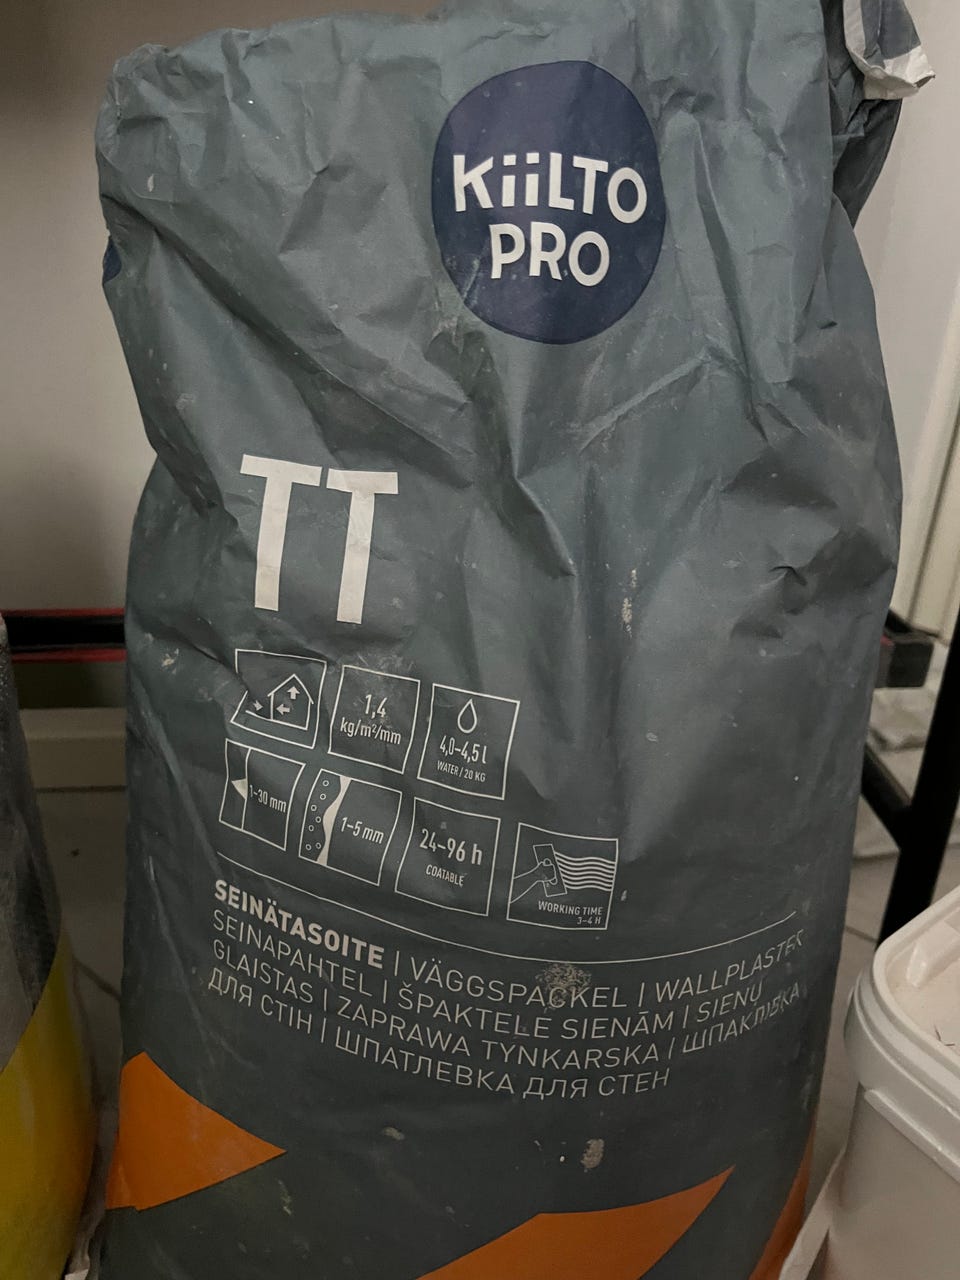 KiiLTO
PRO
TT
1,4
kg/m²/mm
4,0–4,5 l
WATER / 20 KG
1–30 mm
1–5 mm
24–96 h
COATABLE
WORKING TIME
3–4 H
SEINÄTASOITE | VÄGGSPACKEL | WALLPLASTER
SEINAPAHTEL | ŠPAKTELE SIENĀM | SIENŲ
GLAISTAS | ZAPRAWA TYNKARSKA | ШПАКЛІВКА
ДЛЯ СТІН | ШПАТЛЕВКА ДЛЯ СТЕН